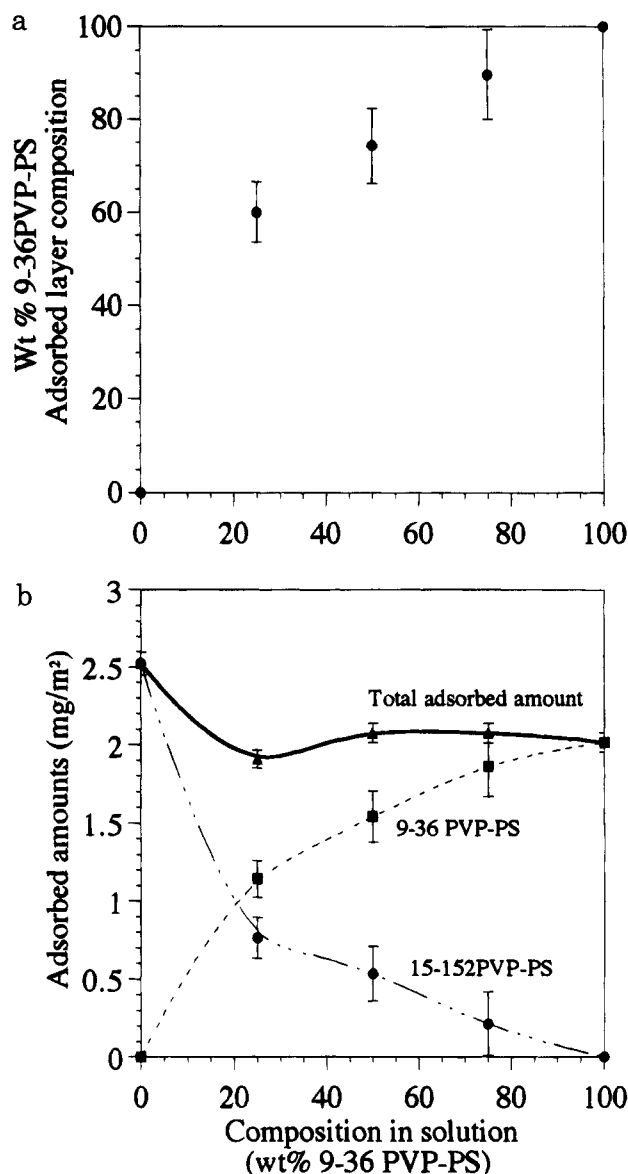 a
100
80
60
40
20
0
Wt % 9-36PVP-PS
Adsorbed layer composition
0 20 40 60 80 100
b
3
2.5
2
1.5
1
0.5
0
Adsorbed amounts (mg/m²)
Total adsorbed amount
9-36 PVP-PS
15-152PVP-PS
0 20 40 60 80 100
Composition in solution
(wt% 9-36 PVP-PS)